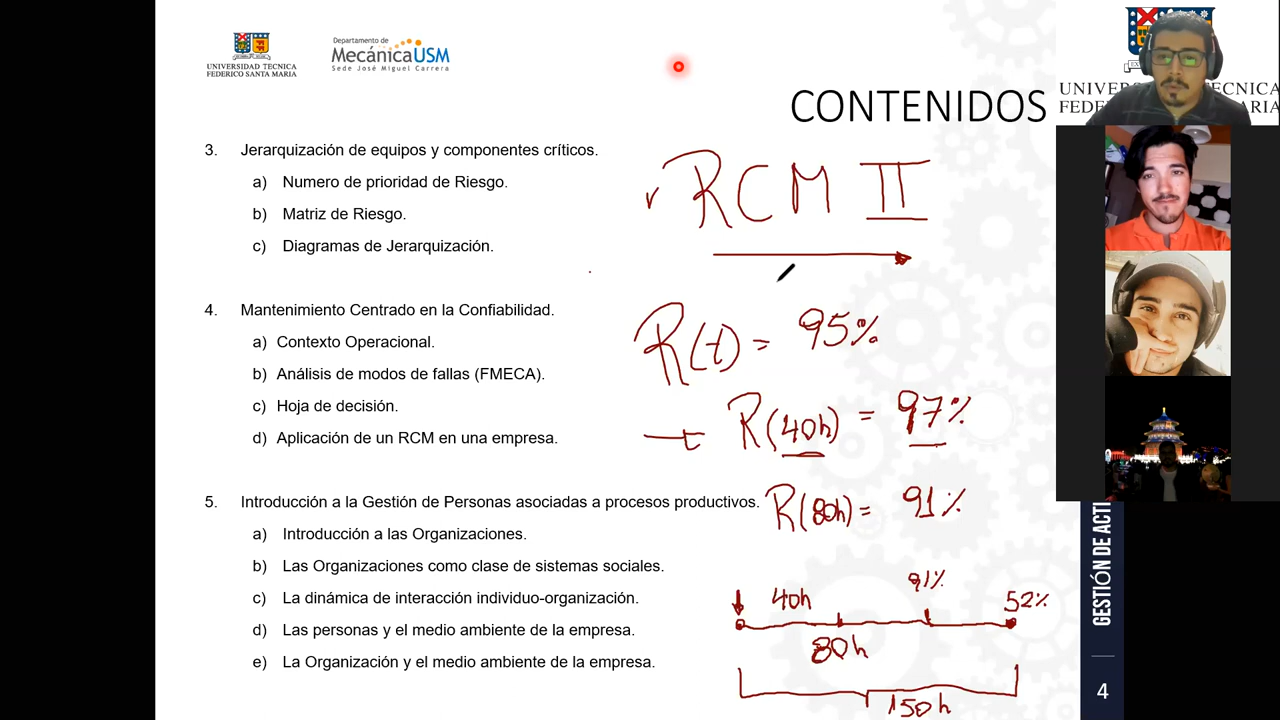 UNIVERSIDAD TECNICA
FEDERICO SANTA MARIA
Departamento de
MecánicaUSM
Sede José Miguel Carrera
CONTENIDOS
3. Jerarquización de equipos y componentes críticos.
a) Numero de prioridad de Riesgo.
b) Matriz de Riesgo.
c) Diagramas de Jerarquización.
4. Mantenimiento Centrado en la Confiabilidad.
a) Contexto Operacional.
b) Análisis de modos de fallas (FMECA).
c) Hoja de decisión.
d) Aplicación de un RCM en una empresa.
5. Introducción a la Gestión de Personas asociadas a procesos productivos.
a) Introducción a las Organizaciones.
b) Las Organizaciones como clase de sistemas sociales.
c) La dinámica de interacción individuo-organización.
d) Las personas y el medio ambiente de la empresa.
e) La Organización y el medio ambiente de la empresa.
RCM II
R(t) = 95%
R(40h) = 97%
R(80h) = 91%
40h 91% 52%
80h
150h
UNIVER TECNICA
FEDE ARIA
GESTIÓN DE ACTI
4